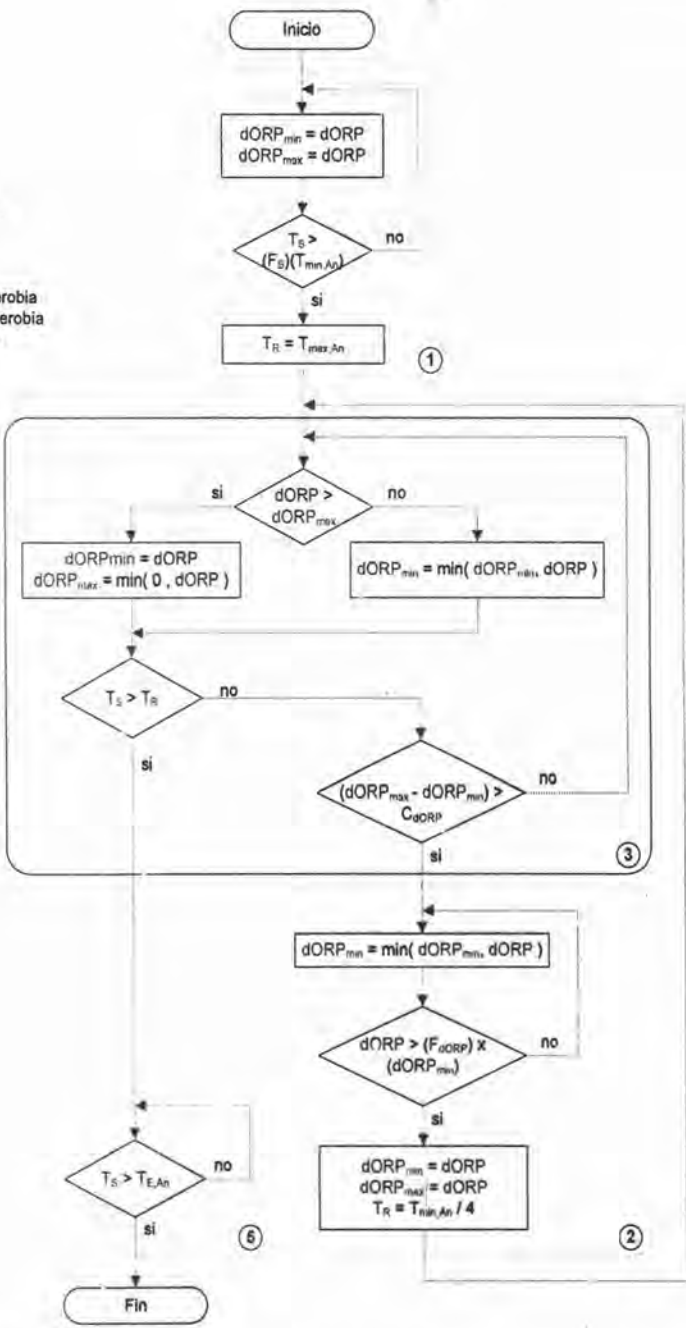 Inicio
dORPmin = dORP
dORPmax = dORP
TS >
(FS)(Tmin,An)
no
si
erobia
TR = Tmax,An
1
dORP >
dORPmax
si
no
dORPmin = dORP
dORPmax = min( 0 , dORP )
dORPmin = min( dORPmin, dORP )
TS > TR
no
si
(dORPmax - dORPmin) >
CdORP
no
si
3
dORPmin = min( dORPmin, dORP )
dORP > (FdORP) x
(dORPmin)
no
si
dORPmin = dORP
dORPmax = dORP
TR = Tmin,An / 4
2
TS > TE,An
no
si
5
Fin